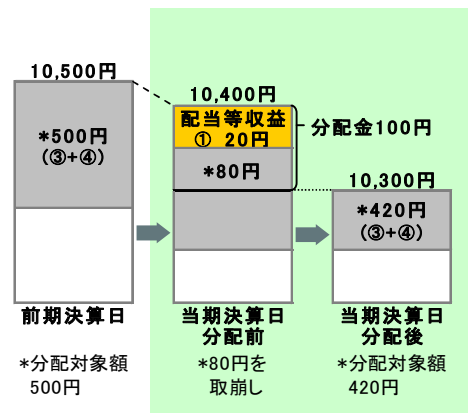 10,500円
*500円
(③+④)
前期決算日
*分配対象額
500円
10,400円
配当等収益
① 20円
*80円
分配金100円
当期決算日
分配前
*80円を
取崩し
10,300円
*420円
(③+④)
当期決算日
分配後
*分配対象額
420円